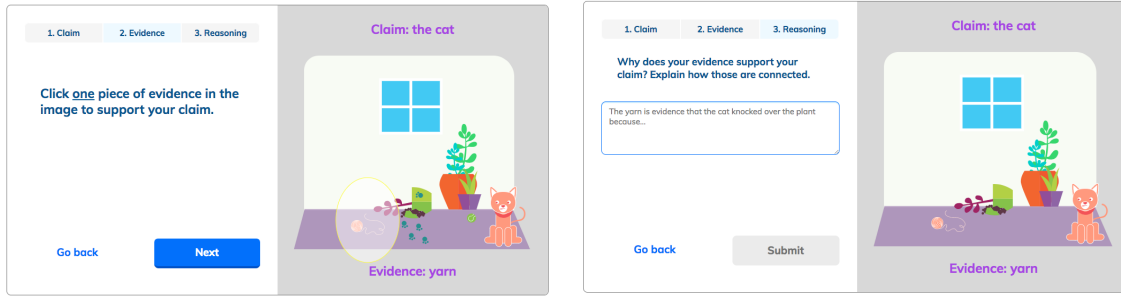 1. Claim
2. Evidence
3. Reasoning
Click one piece of evidence in the
image to support your claim.
Go back
Next
Claim: the cat
Evidence: yarn
1. Claim
2. Evidence
3. Reasoning
Why does your evidence support your
claim? Explain how those are connected.
The yarn is evidence that the cat knocked over the plant
because...
Go back
Submit
Claim: the cat
Evidence: yarn